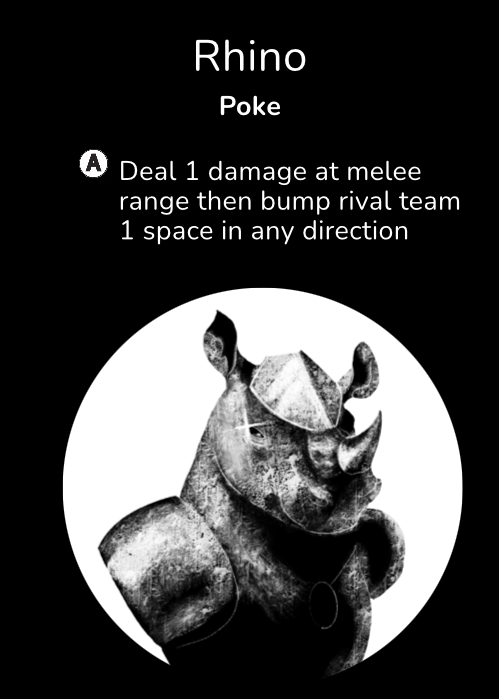 Rhino
Poke
A Deal 1 damage at melee
range then bump rival team
1 space in any direction